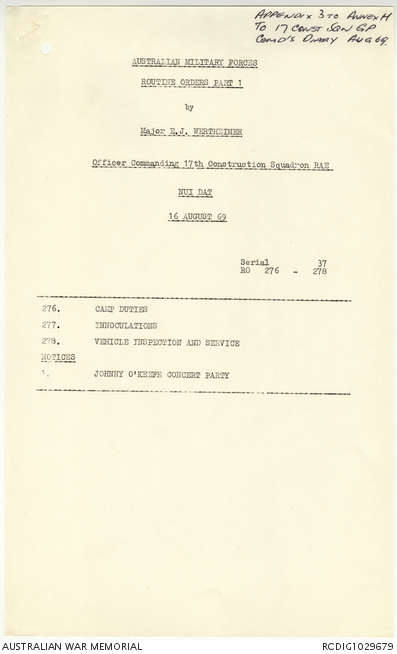 APPENDIX 3 TO ANNEX H
TO 17 CONST SQN GP
COMD'S DIARY AUG 69.
AUSTRALIAN MILITARY FORCES
ROUTINE ORDERS PART 1
by
Major E.J. WERTHEIMER
Officer Commanding 17th Construction Squadron RAE
NUI DAT
16 AUGUST 69
Serial 37
RO 276 - 278
276. CAMP DUTIES
277. INNOCULATIONS
278. VEHICLE INSPECTION AND SERVICE
NOTICES
1. JOHNNY O'KEEFE CONCERT PARTY
AUSTRALIAN WAR MEMORIAL RCDIG1029679